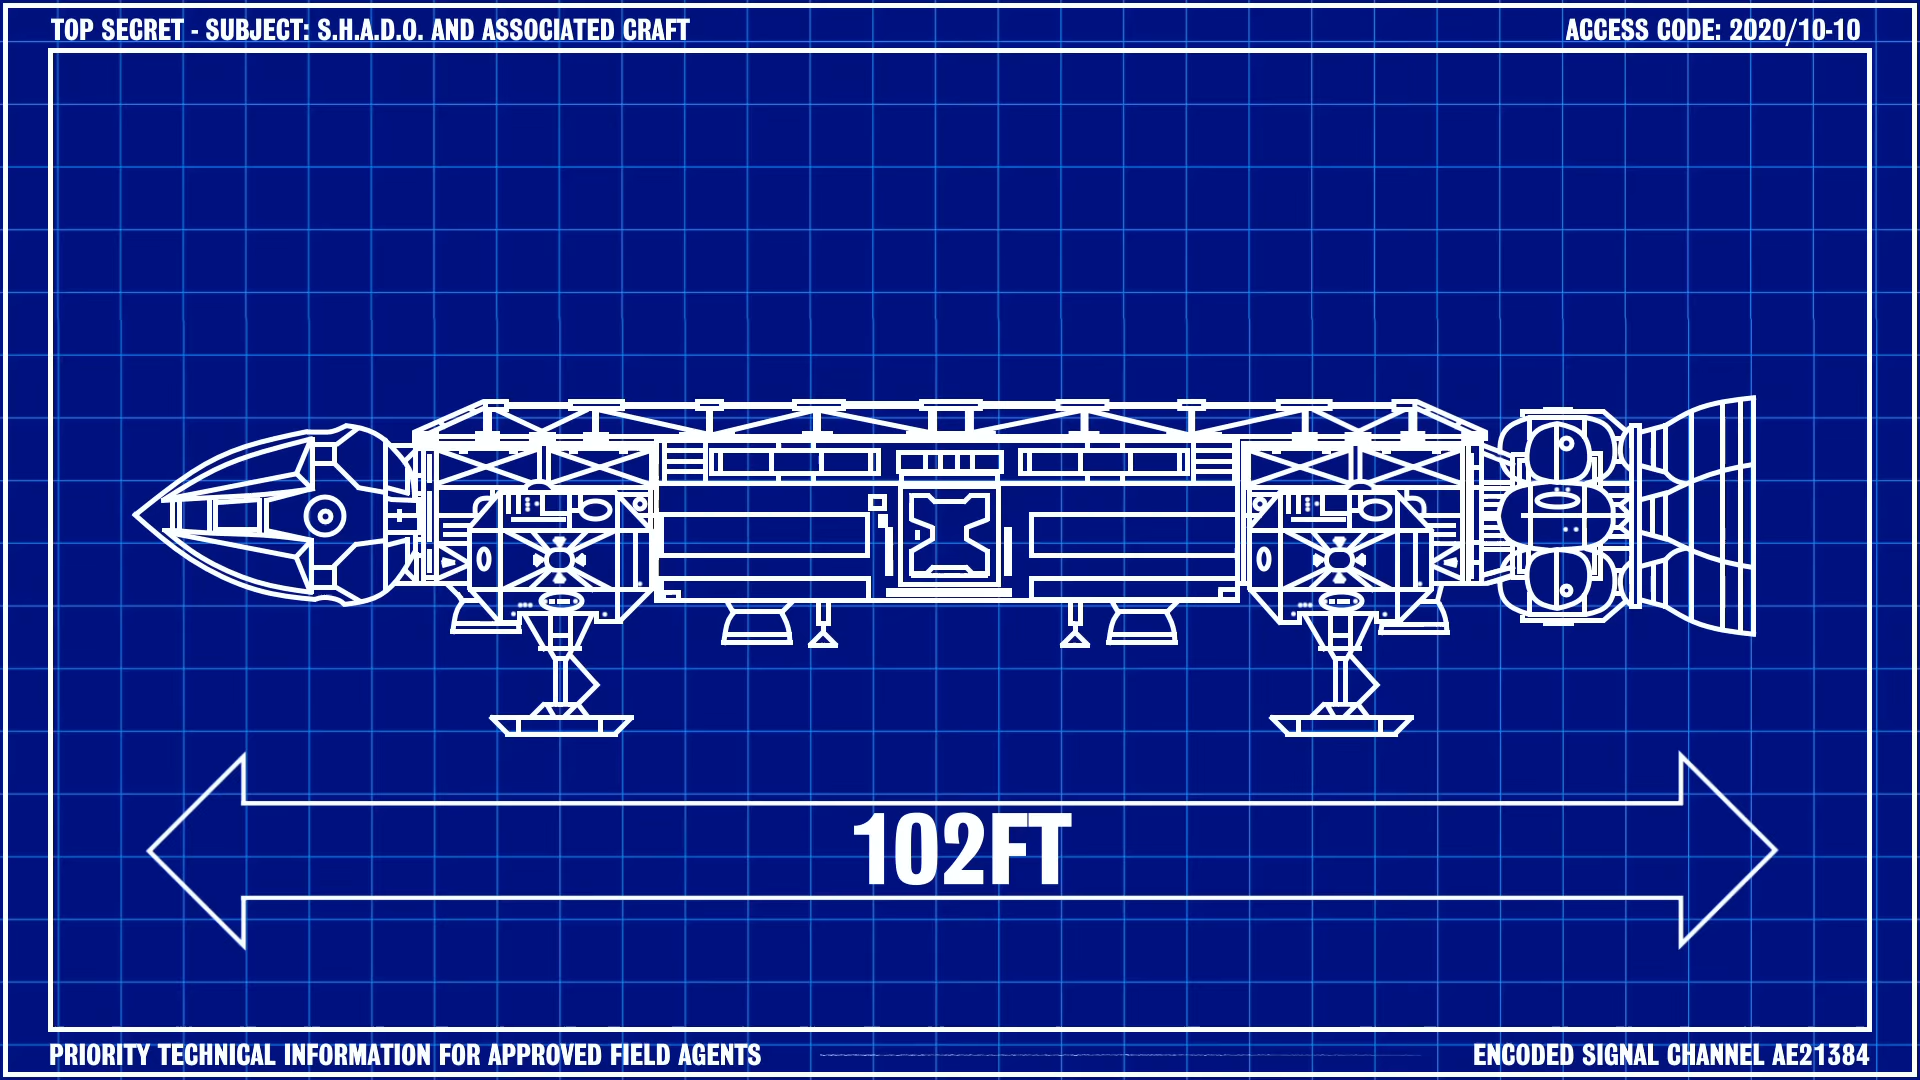 TOP SECRET - SUBJECT: S.H.A.D.O. AND ASSOCIATED CRAFT
ACCESS CODE: 2020/10-10
102FT
PRIORITY TECHNICAL INFORMATION FOR APPROVED FIELD AGENTS
ENCODED SIGNAL CHANNEL AE21384